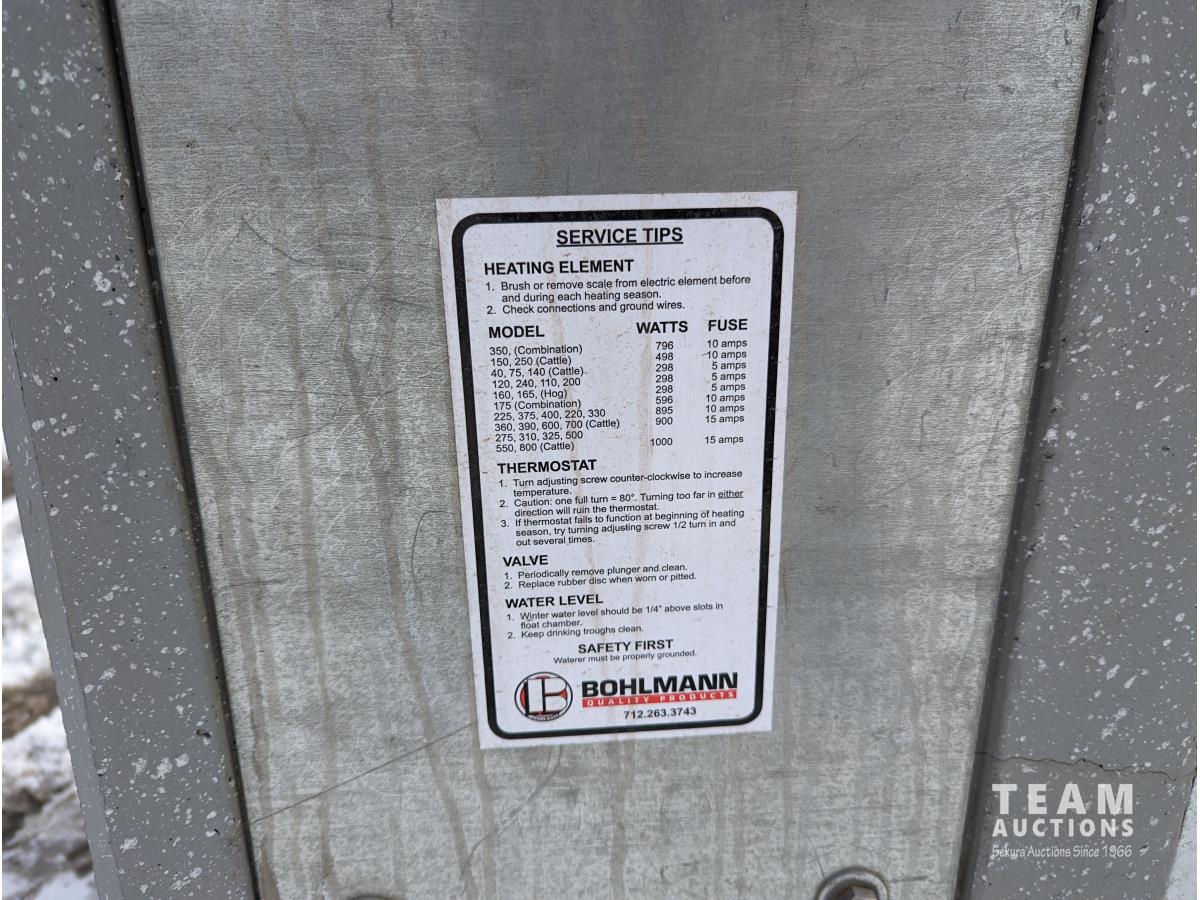 SERVICE TIPS
HEATING ELEMENT
1. Brush or remove scale from electric element before
and during each heating season.
2. Check connections and ground wires.
MODEL WATTS FUSE
350, (Combination) 796 10 amps
150, 250 (Cattle) 498 10 amps
40, 75, 140 (Cattle) 298 5 amps
120, 240, 110, 200 298 5 amps
160, 165, (Hog) 298 5 amps
175 (Combination) 596 10 amps
225, 375, 400, 220, 330 895 10 amps
360, 390, 600, 700 (Cattle) 900 15 amps
275, 310, 325, 500
550, 800 (Cattle) 1000 15 amps
THERMOSTAT
1. Turn adjusting screw counter-clockwise to increase
temperature.
2. Caution: one full turn = 80°. Turning too far in either
direction will ruin the thermostat.
3. If thermostat fails to function at beginning of heating
season, try turning adjusting screw 1/2 turn in and
out several times.
VALVE
1. Periodically remove plunger and clean.
2. Replace rubber disc when worn or pitted.
WATER LEVEL
1. Winter water level should be 1/4" above slots in
float chamber.
2. Keep drinking troughs clean.
SAFETY FIRST
Waterer must be properly grounded.
BOHLMANN
QUALITY PRODUCTS
712.263.3743
TEAM
AUCTIONS
Sekura Auctions Since 1966